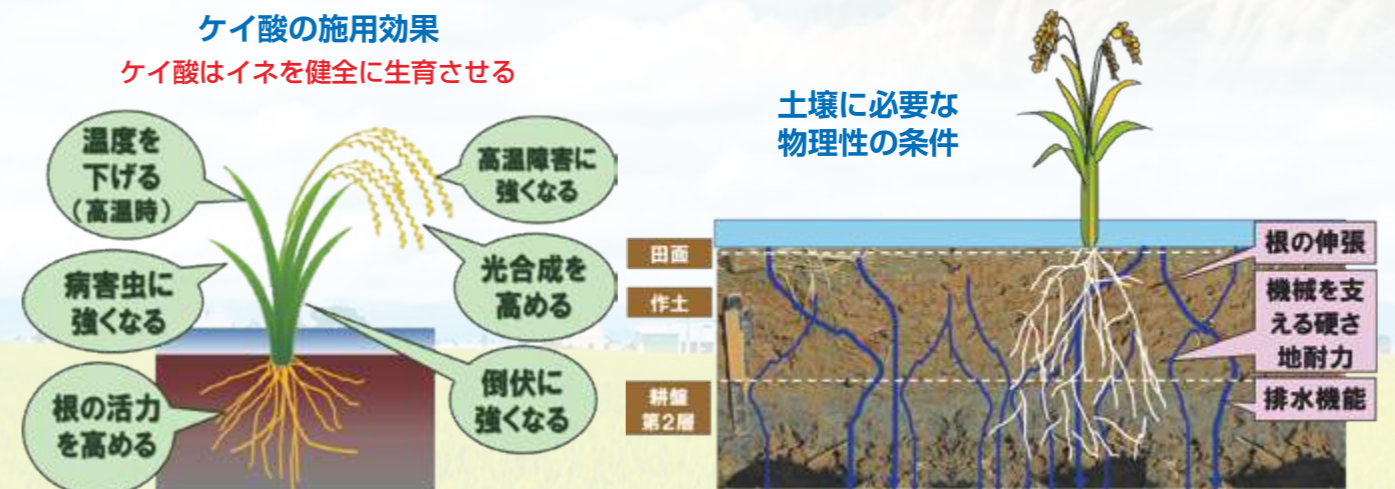 ケイ酸の施用効果
ケイ酸はイネを健全に生育させる
温度を
下げる
（高温時）
病害虫に
強くなる
根の活力
を高める
高温障害に
強くなる
光合成を
高める
倒伏に
強くなる
土壌に必要な
物理性の条件
田面
作土
耕盤
第2層
根の伸張
機械を支
える硬さ
地耐力
排水機能